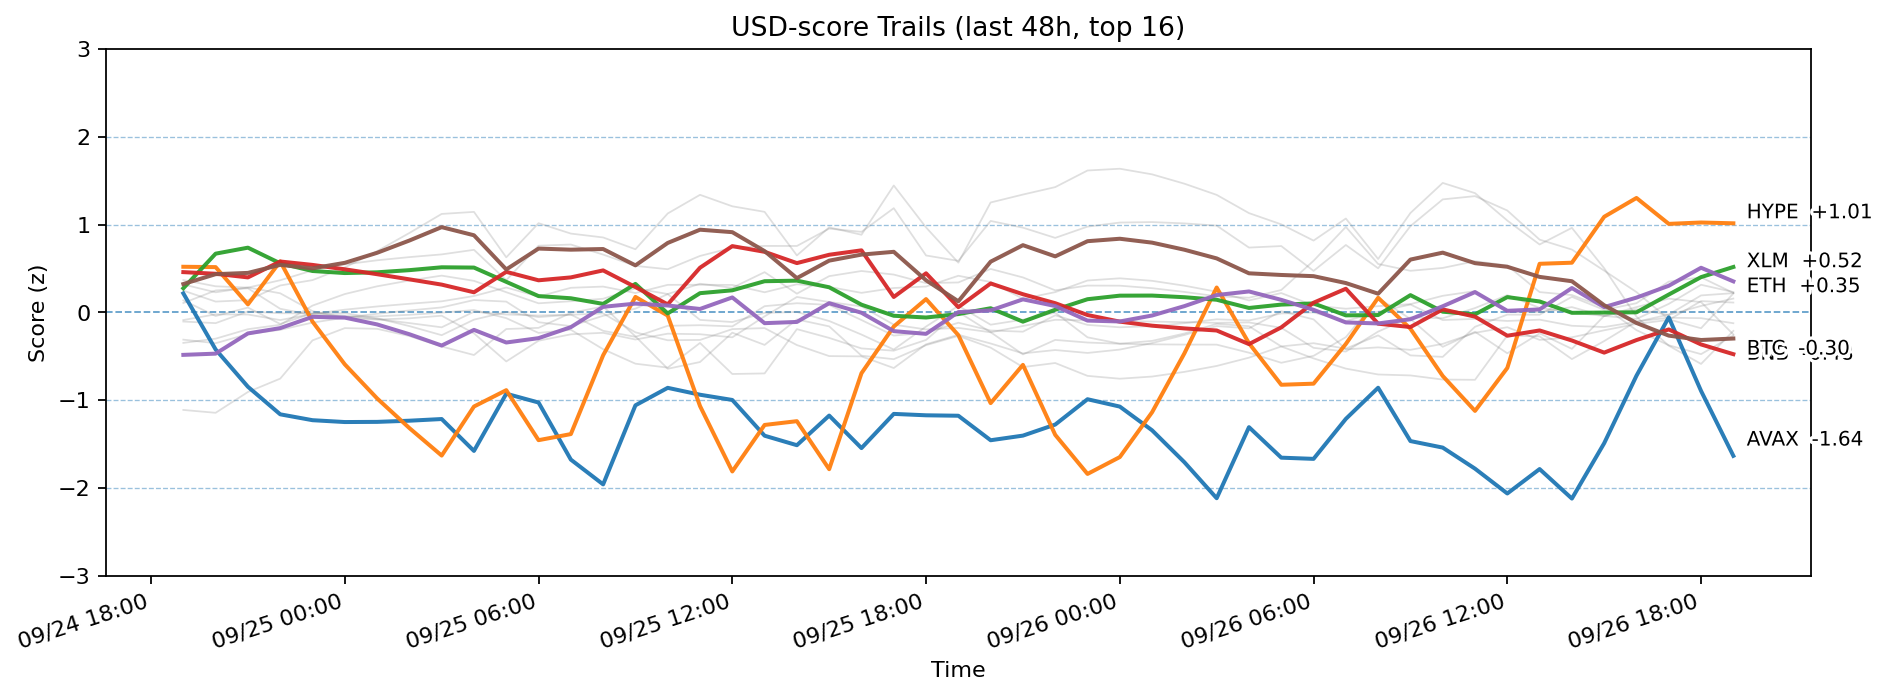 USD-score Trails (last 48h, top 16)
Score (z)
3
2
1
0
−1
−2
−3
HYPE +1.01
XLM +0.52
ETH +0.35
BTC -0.30
AVAX -1.64
09/24 18:00
09/25 00:00
09/25 06:00
09/25 12:00
09/25 18:00
09/26 00:00
09/26 06:00
09/26 12:00
09/26 18:00
Time